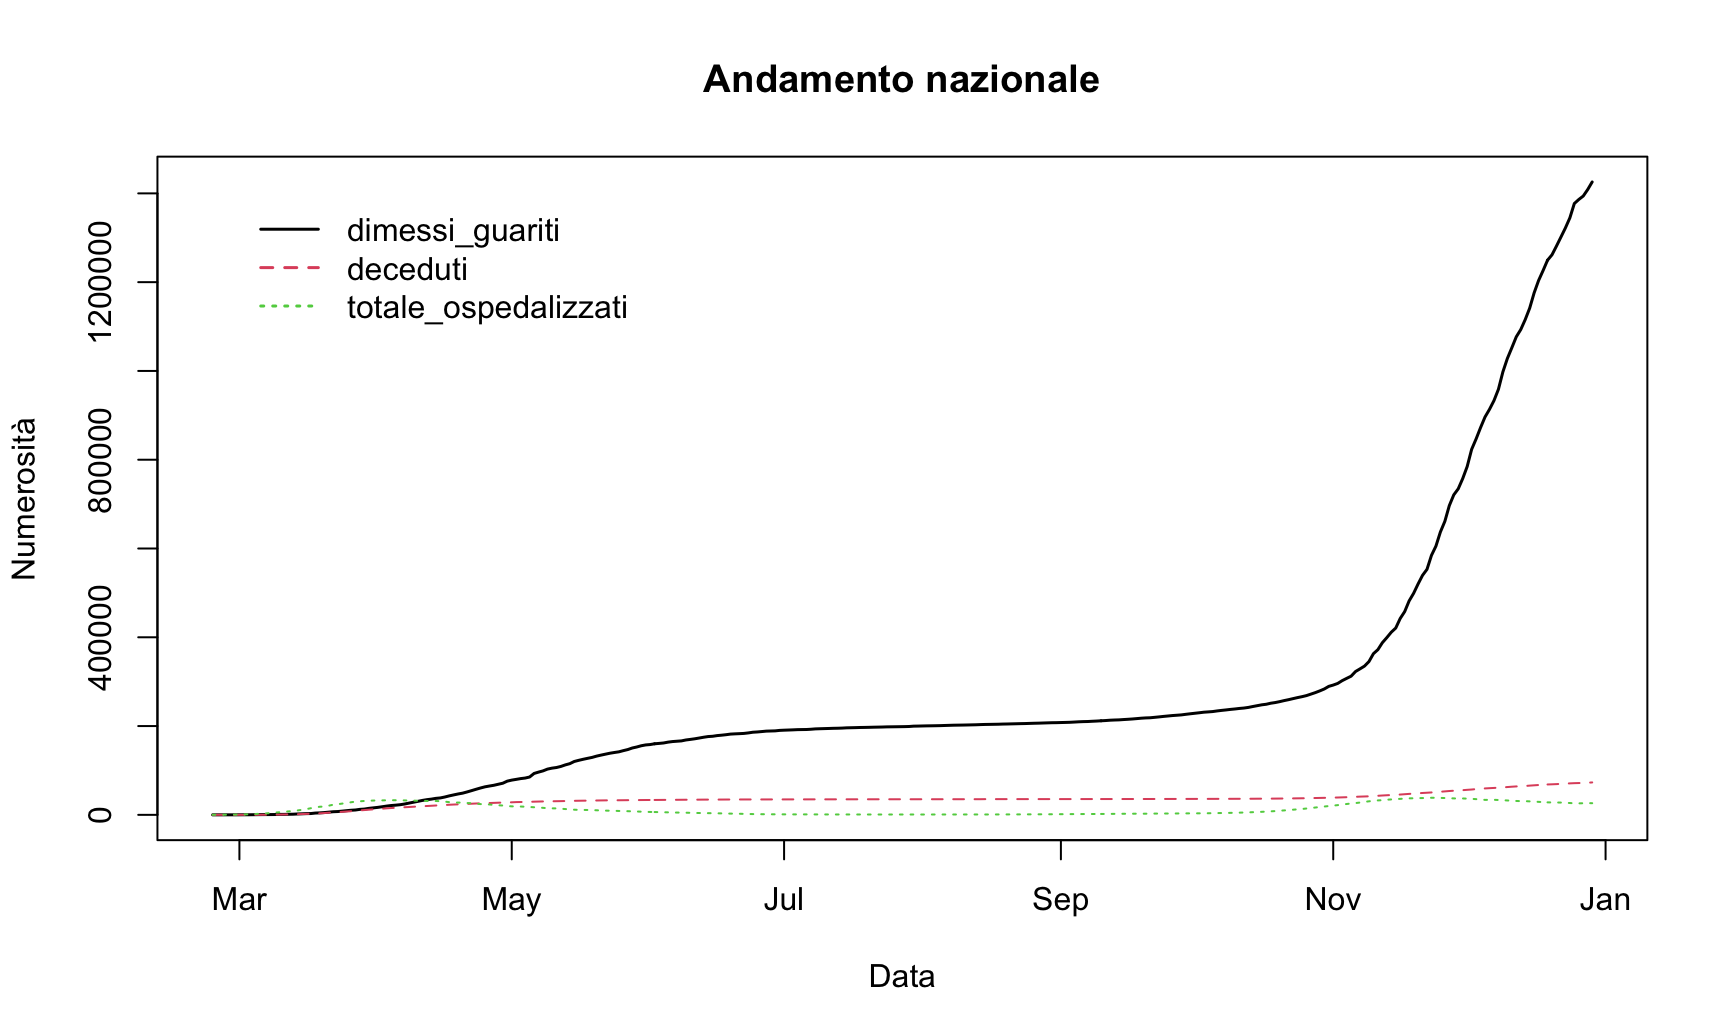 Andamento nazionale
dimessi_guariti
deceduti
totale_ospedalizzati
Numerosità
1200000
800000
400000
0
Mar May Jul Sep Nov Jan
Data